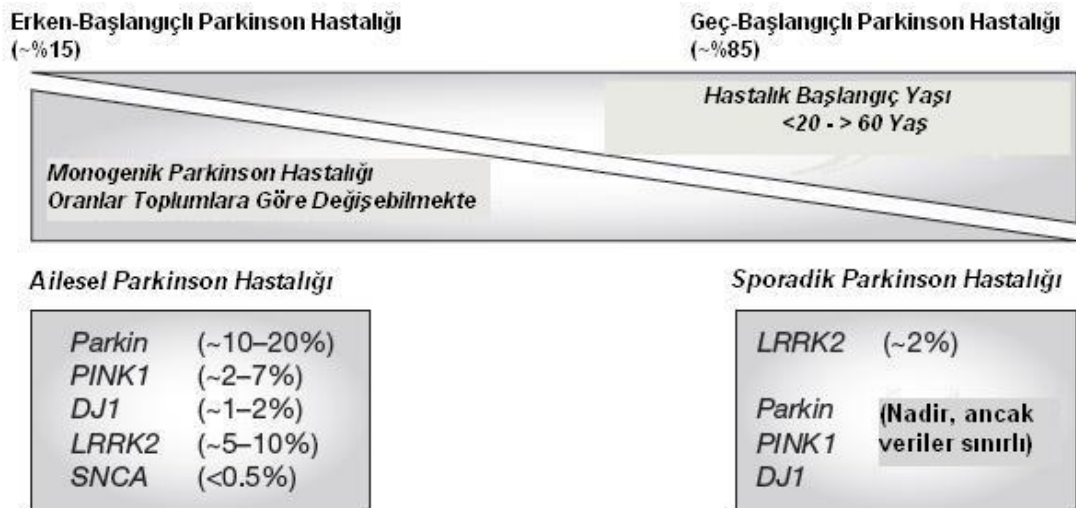 Erken-Başlangıçlı Parkinson Hastalığı
(~%15)
Geç-Başlangıçlı Parkinson Hastalığı
(~%85)
Hastalık Başlangıç Yaşı
<20 - > 60 Yaş
Monogenik Parkinson Hastalığı
Oranlar Toplumlara Göre Değişebilmekte
Ailesel Parkinson Hastalığı
Parkin (~10–20%)
PINK1 (~2–7%)
DJ1 (~1–2%)
LRRK2 (~5–10%)
SNCA (<0.5%)
Sporadik Parkinson Hastalığı
LRRK2 (~2%)
Parkin (Nadir, ancak
PINK1 veriler sınırlı)
DJ1